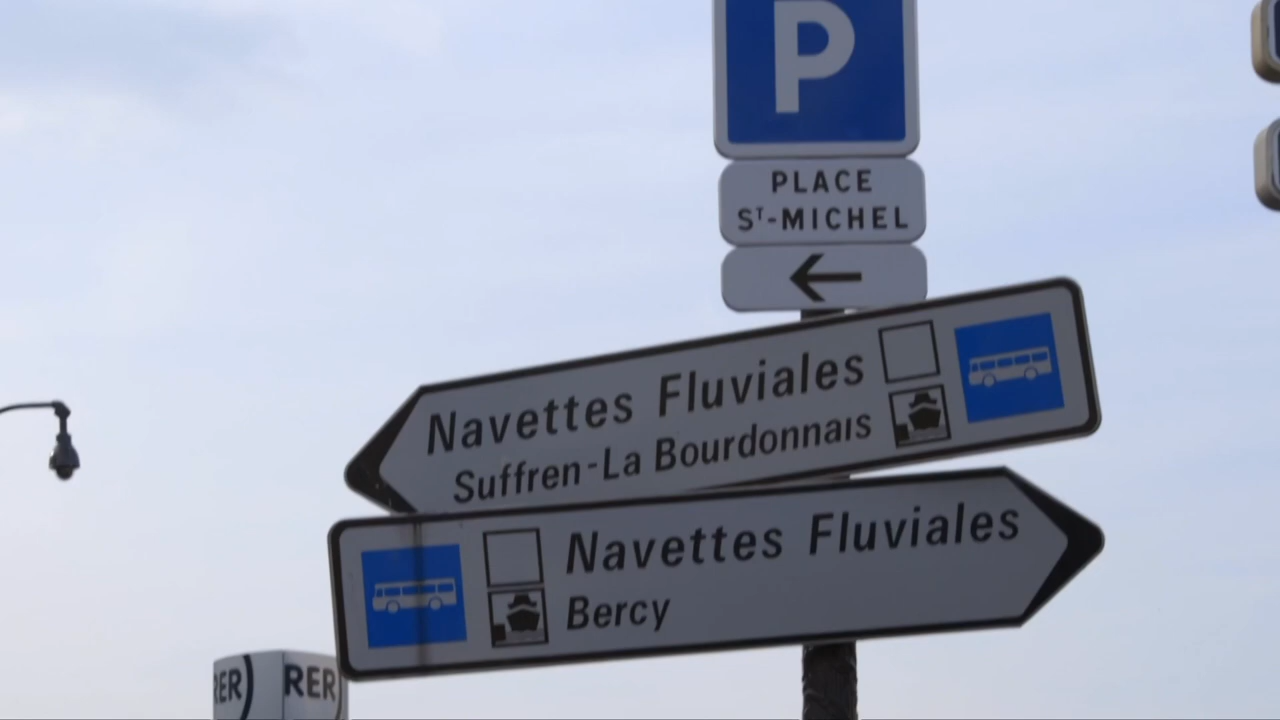 P
PLACE
ST-MICHEL
Navettes Fluviales
Suffren-La Bourdonnais
Navettes Fluviales
Bercy
RER
RER